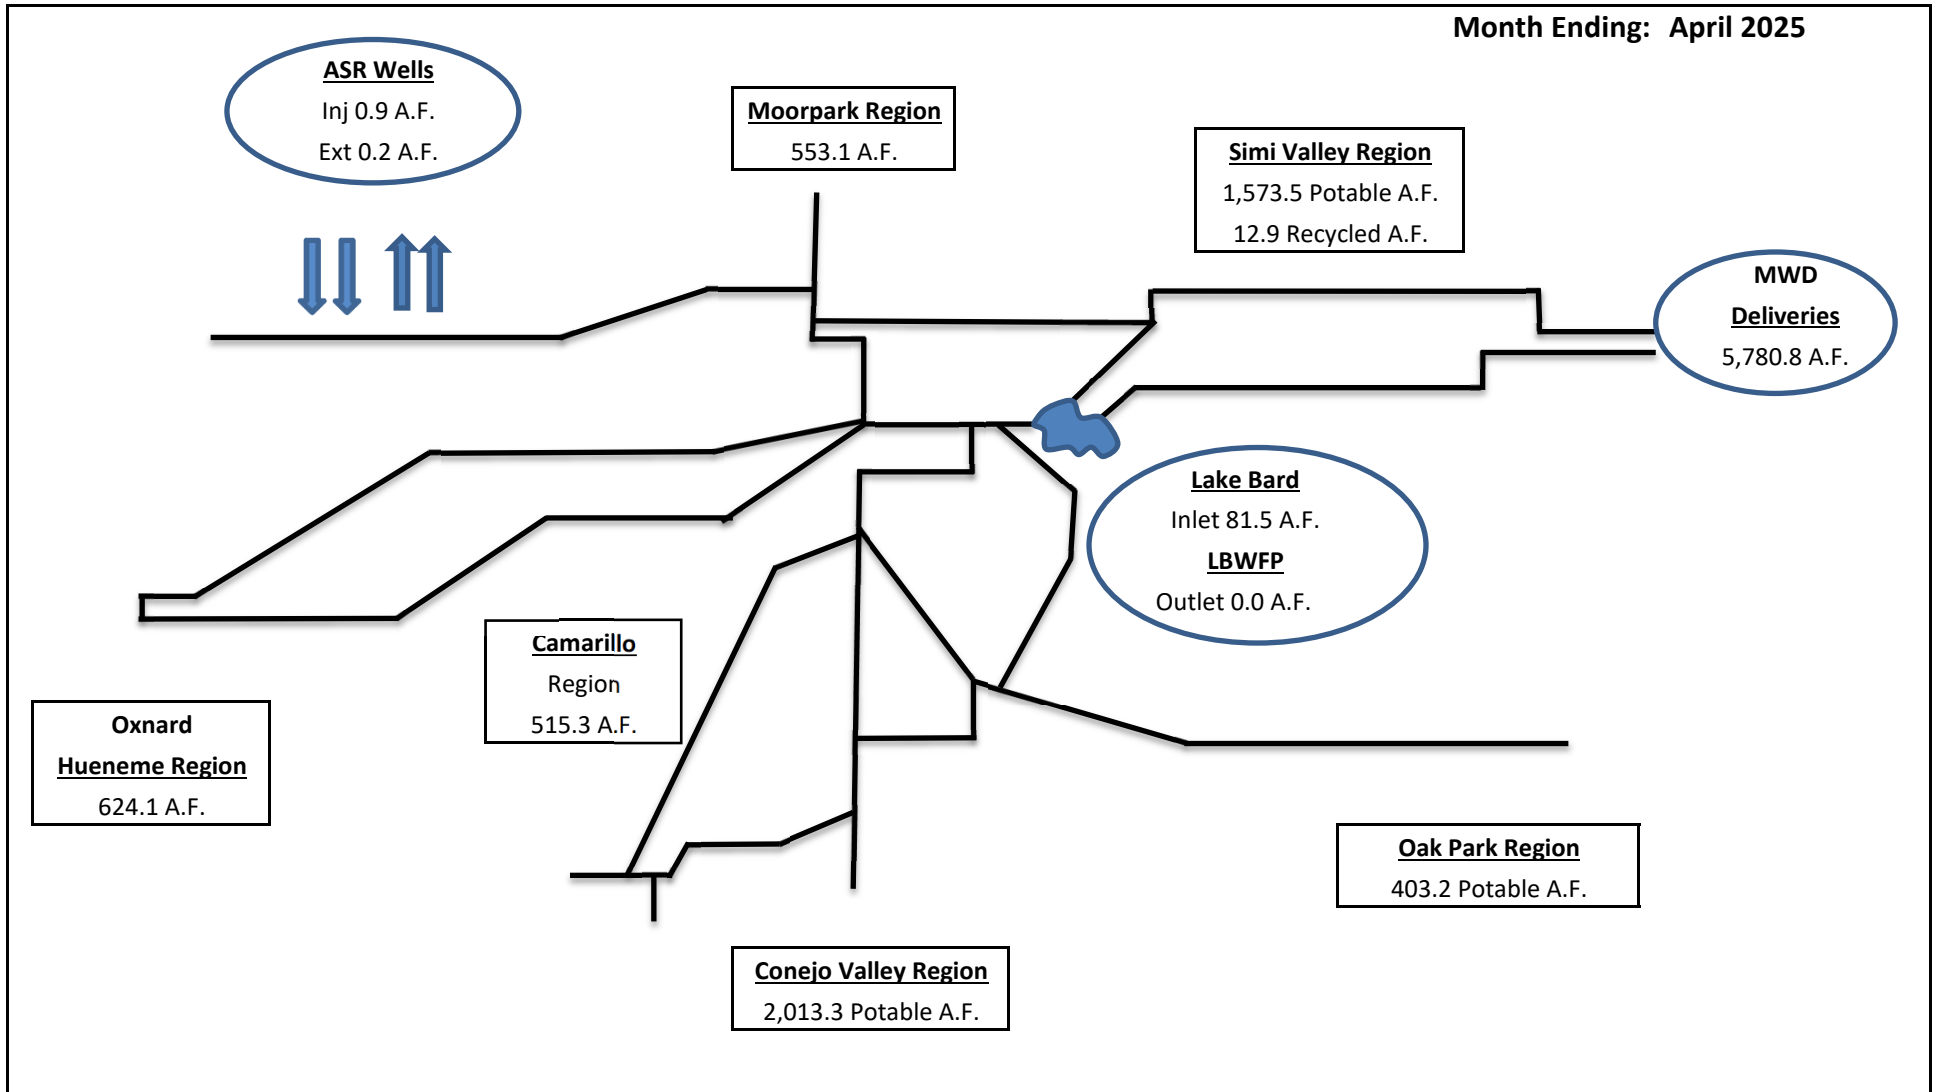 Month Ending: April 2025
ASR Wells
Inj 0.9 A.F.
Ext 0.2 A.F.
Moorpark Region
553.1 A.F.
Simi Valley Region
1,573.5 Potable A.F.
12.9 Recycled A.F.
MWD
Deliveries
5,780.8 A.F.
Lake Bard
Inlet 81.5 A.F.
LBWFP
Outlet 0.0 A.F.
Camarillo
Region
515.3 A.F.
Oxnard
Hueneme Region
624.1 A.F.
Oak Park Region
403.2 Potable A.F.
Conejo Valley Region
2,013.3 Potable A.F.